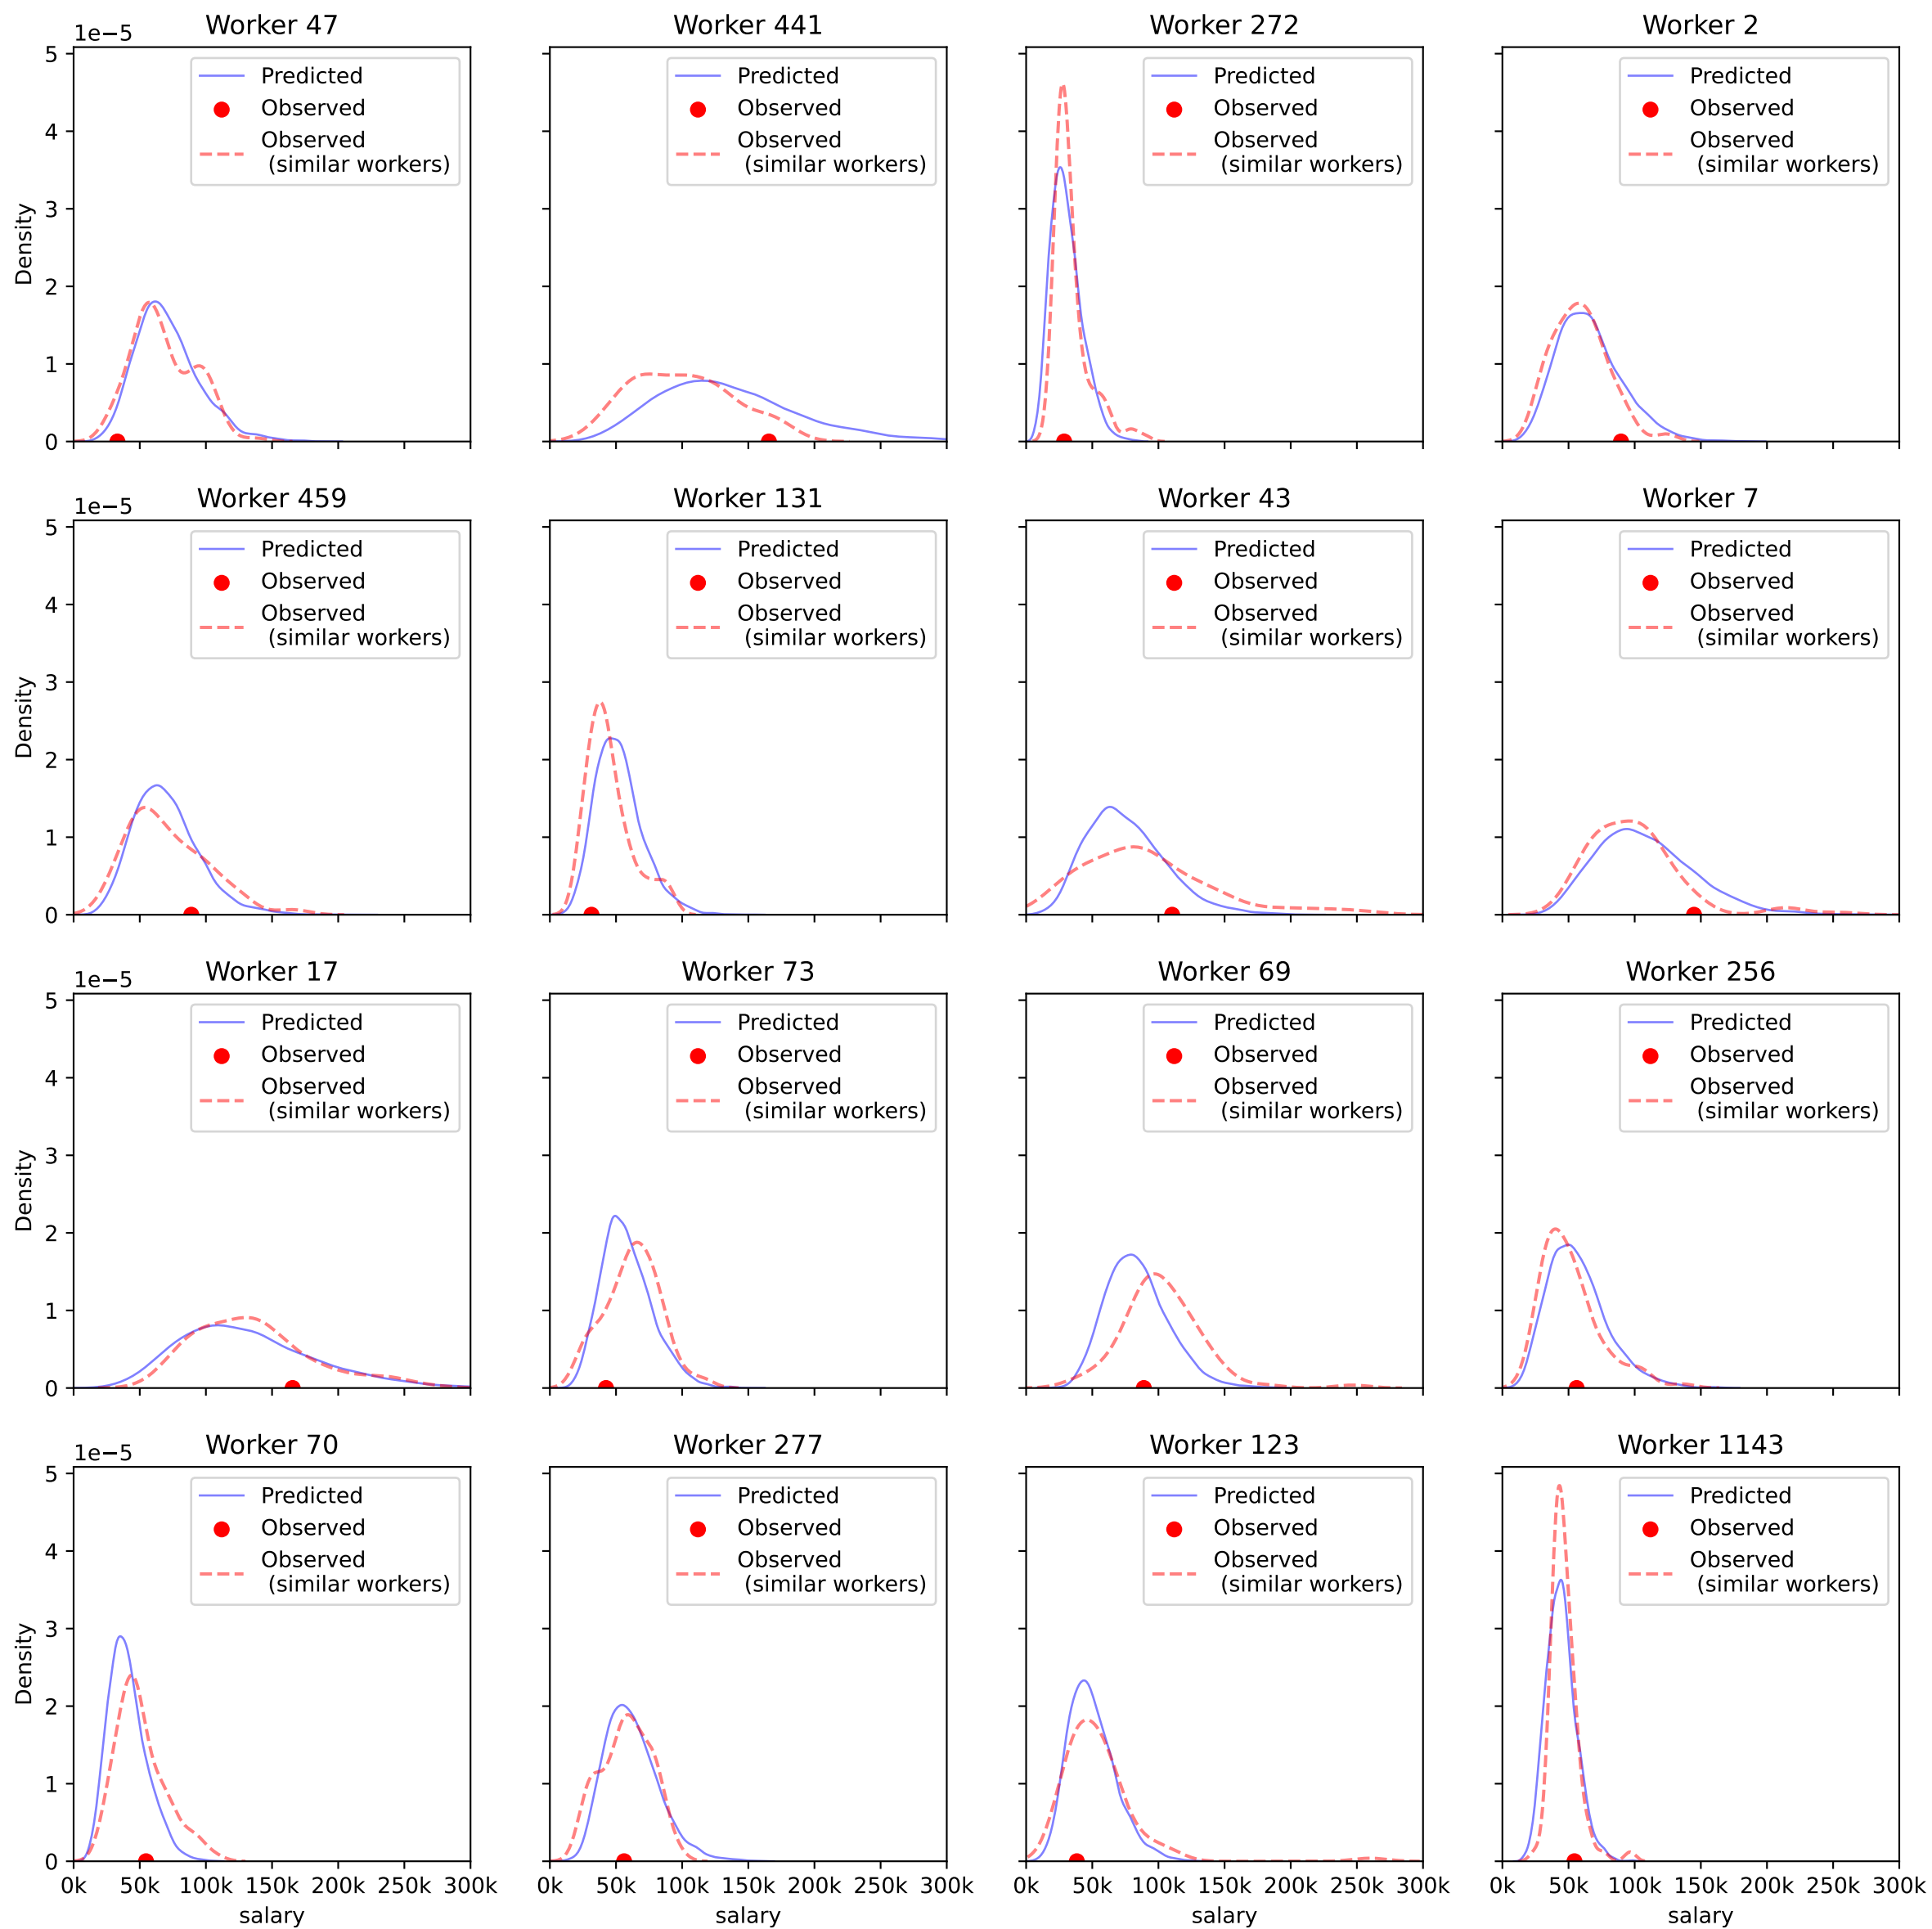 Worker 47
Worker 441
Worker 272
Worker 2
1e−5
5
4
3
2
1
0
Density
Predicted
Observed
Observed
(similar workers)
Predicted
Observed
Observed
(similar workers)
Predicted
Observed
Observed
(similar workers)
Predicted
Observed
Observed
(similar workers)
Worker 459
Worker 131
Worker 43
Worker 7
1e−5
5
4
3
2
1
0
Density
Predicted
Observed
Observed
(similar workers)
Predicted
Observed
Observed
(similar workers)
Predicted
Observed
Observed
(similar workers)
Predicted
Observed
Observed
(similar workers)
Worker 17
Worker 73
Worker 69
Worker 256
1e−5
5
4
3
2
1
0
Density
Predicted
Observed
Observed
(similar workers)
Predicted
Observed
Observed
(similar workers)
Predicted
Observed
Observed
(similar workers)
Predicted
Observed
Observed
(similar workers)
Worker 70
Worker 277
Worker 123
Worker 1143
1e−5
5
4
3
2
1
0
Density
Predicted
Observed
Observed
(similar workers)
Predicted
Observed
Observed
(similar workers)
Predicted
Observed
Observed
(similar workers)
Predicted
Observed
Observed
(similar workers)
0k 50k 100k 150k 200k 250k 300k
0k 50k 100k 150k 200k 250k 300k
0k 50k 100k 150k 200k 250k 300k
0k 50k 100k 150k 200k 250k 300k
salary
salary
salary
salary